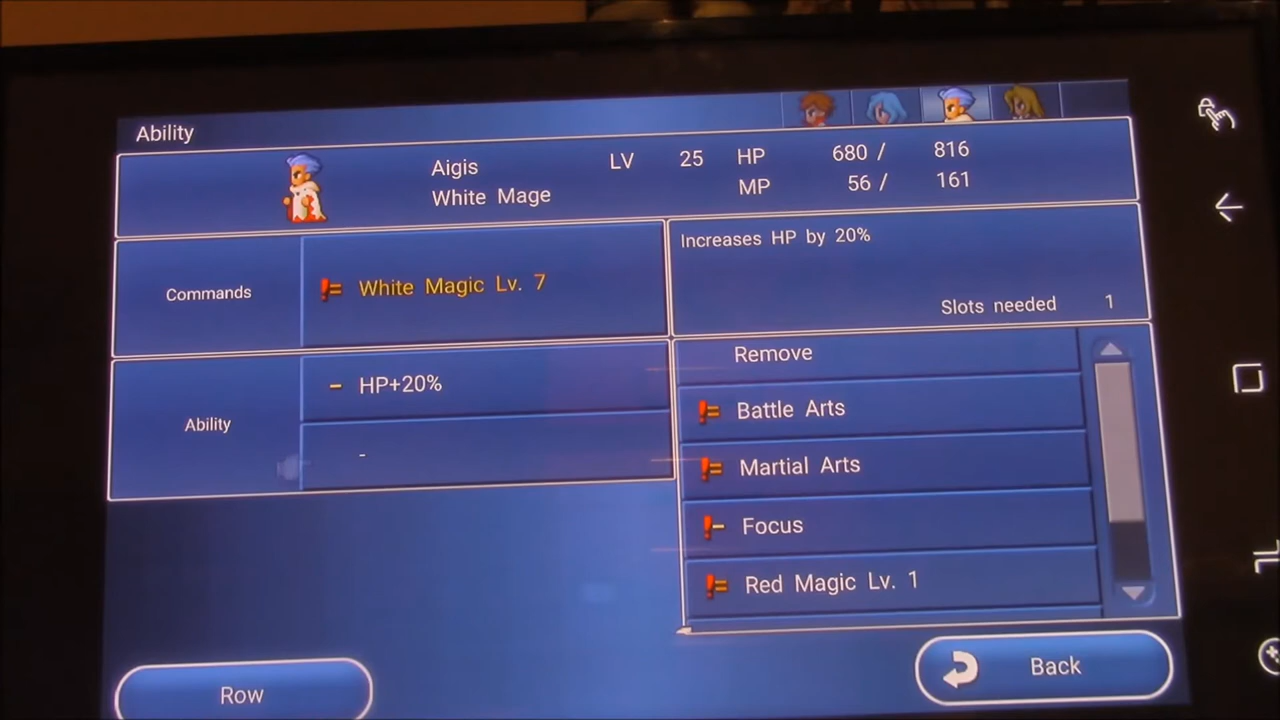 Ability
Aigis LV 25 HP 680 / 816
White Mage MP 56 / 161
Commands
White Magic Lv. 7
Increases HP by 20%
Slots needed 1
Ability
HP+20%
-
Remove
Battle Arts
Martial Arts
Focus
Red Magic Lv. 1
Row
Back